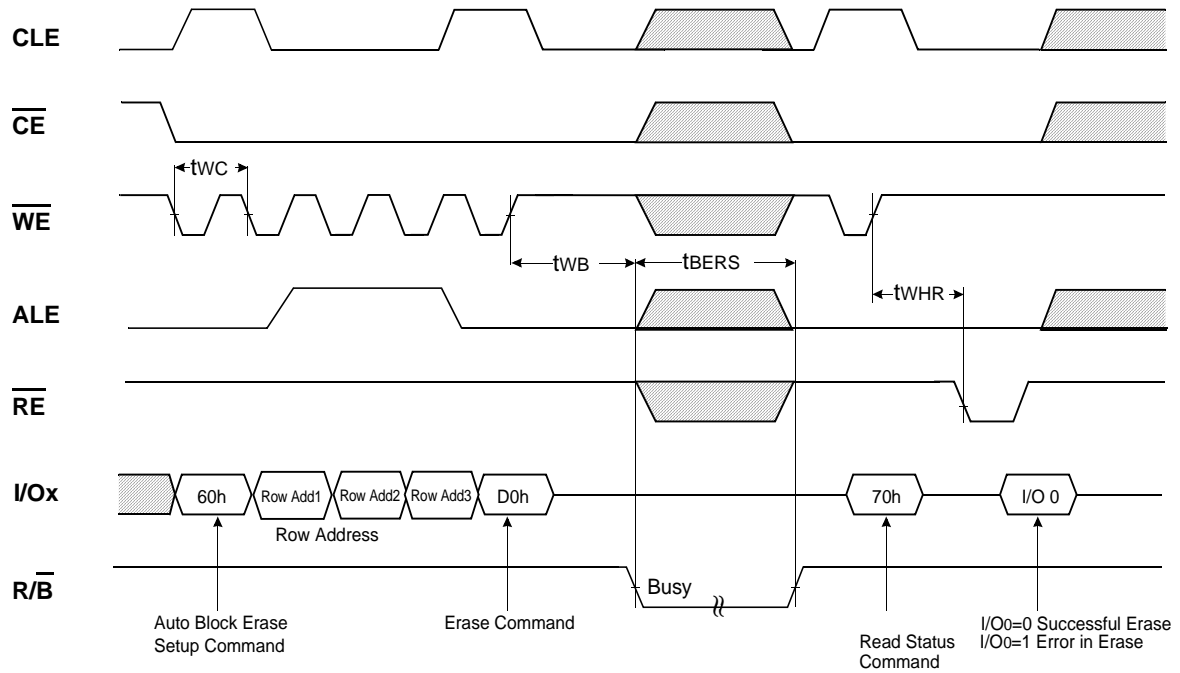 CLE
CE
tWC
WE
tWB
tBERS
tWHR
ALE
RE
I/Ox
60h
Row Add1
Row Add2
Row Add3
D0h
70h
I/O 0
Row Address
R/B
Busy
Auto Block Erase
Setup Command
Erase Command
Read Status
Command
I/O0=0 Successful Erase
I/O0=1 Error in Erase